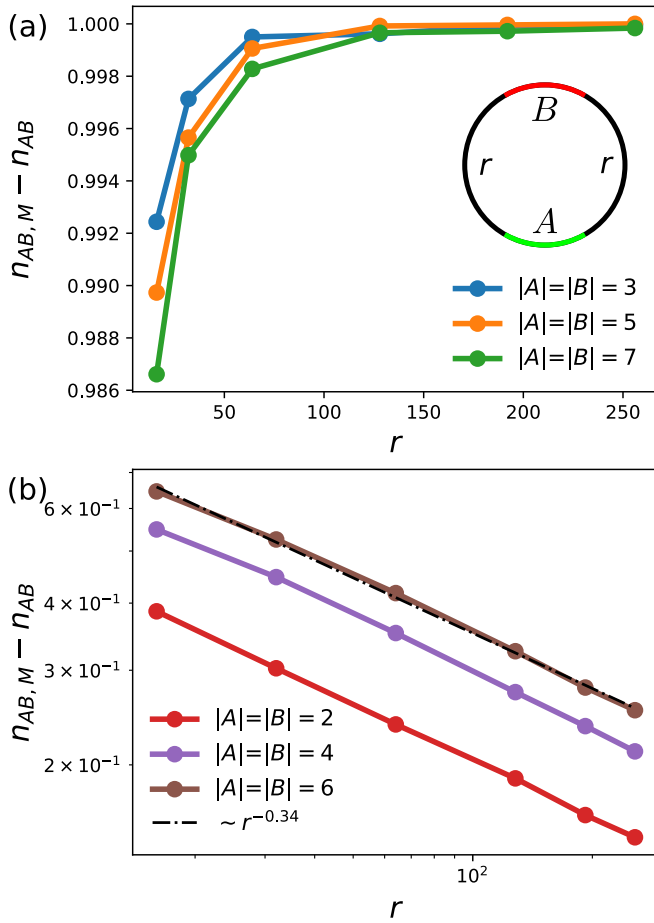 (a)
1.000
0.998
0.996
0.994
0.992
0.990
0.988
0.986
n_{AB,M} − n_{AB}
B
r
r
A
|A|=|B| = 3
|A|=|B| = 5
|A|=|B| = 7
50
100
150
200
250
r
(b)
6 × 10⁻¹
4 × 10⁻¹
3 × 10⁻¹
2 × 10⁻¹
n_{AB,M} − n_{AB}
|A|=|B| = 2
|A|=|B| = 4
|A|=|B| = 6
~ r^{−0.34}
10²
r